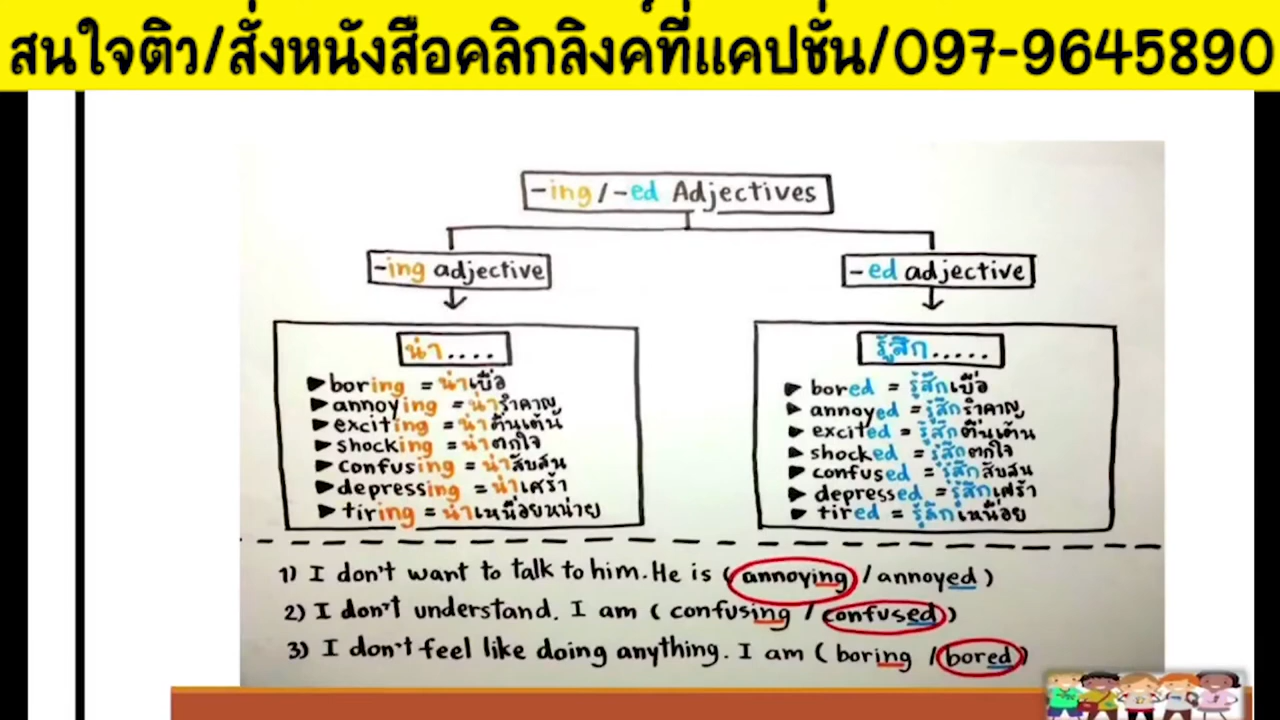 สนใจติว/สั่งหนังสือคลิกลิงค์ที่แคปชั่น/097-9645890
-ing/-ed Adjectives
-ing adjective
-ed adjective
น่า....
▶boring = น่าเบื่อ
▶annoying = น่ารำคาญ
▶exciting = น่าตื่นเต้น
▶shocking = น่าตกใจ
▶confusing = น่าสับสน
▶depressing = น่าเศร้า
▶tiring = น่าเหนื่อยหน่าย
รู้สึก.....
▶bored = รู้สึกเบื่อ
▶annoyed = รู้สึกรำคาญ
▶excited = รู้สึกตื่นเต้น
▶shocked = รู้สึกตกใจ
▶confused = รู้สึกสับสน
▶depressed = รู้สึกเศร้า
▶tired = รู้สึกเหนื่อย
1) I don't want to talk to him. He is (annoying / annoyed)
2) I don't understand. I am (confusing / confused)
3) I don't feel like doing anything. I am (boring / bored)